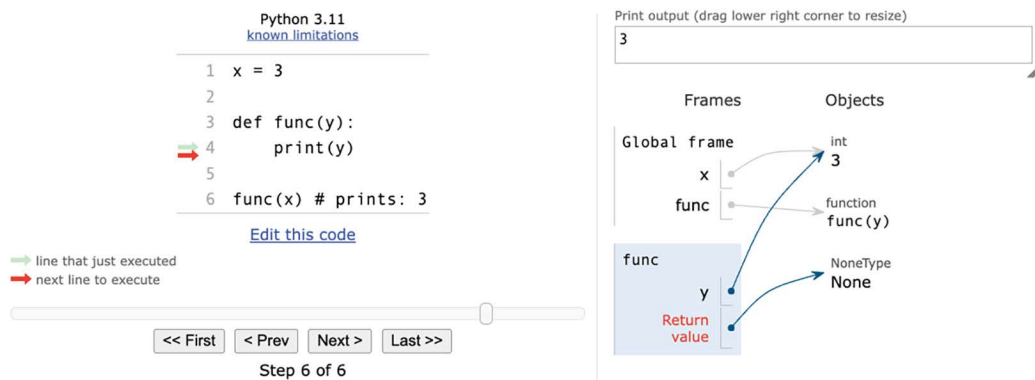 Python 3.11
known limitations
1 x = 3
2
3 def func(y):
4     print(y)
5
6 func(x) # prints: 3
Edit this code
line that just executed
next line to execute
<< First
< Prev
Next >
Last >>
Step 6 of 6
Print output (drag lower right corner to resize)
3
Frames
Objects
Global frame
x
func
int
3
function
func(y)
func
y
Return
value
NoneType
None